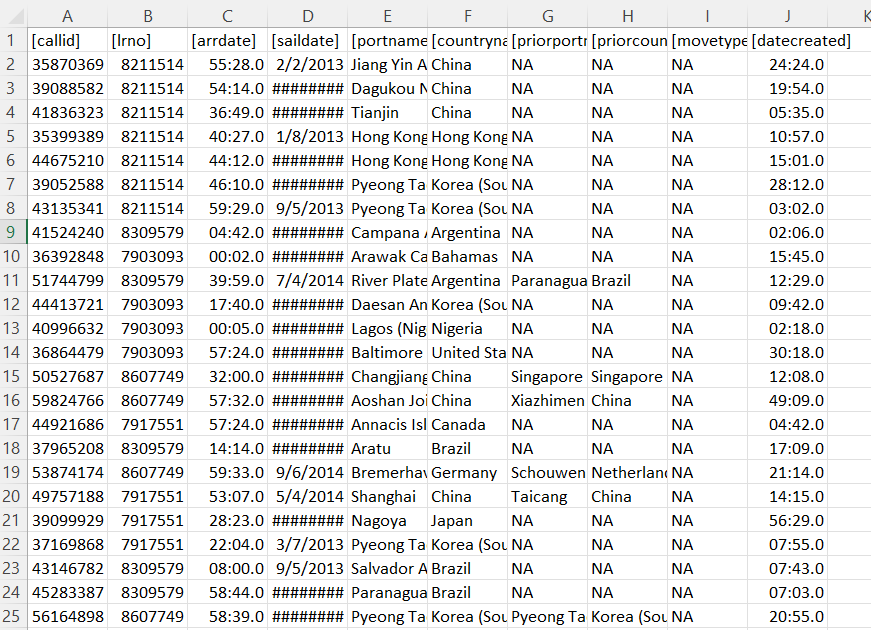 A B C D E F G H I J K
1 [callid] [lrno] [arrdate] [saildate] [portname [countryna [priorportr [priorcoun [movetype [datecreated]
2 35870369 8211514 55:28.0 2/2/2013 Jiang Yin A China NA NA NA 24:24.0
3 39088582 8211514 54:14.0 ######## Dagukou N China NA NA NA 19:54.0
4 41836323 8211514 36:49.0 ######## Tianjin China NA NA NA 05:35.0
5 35399389 8211514 40:27.0 1/8/2013 Hong Kong Hong Kong NA NA NA 10:57.0
6 44675210 8211514 44:12.0 ######## Hong Kong Hong Kong NA NA NA 15:01.0
7 39052588 8211514 46:10.0 ######## Pyeong Ta Korea (Sou NA NA NA 28:12.0
8 43135341 8211514 59:29.0 9/5/2013 Pyeong Ta Korea (Sou NA NA NA 03:02.0
9 41524240 8309579 04:42.0 ######## Campana A Argentina NA NA NA 02:06.0
10 36392848 7903093 00:02.0 ######## Arawak Ca Bahamas NA NA NA 15:45.0
11 51744799 8309579 39:59.0 7/4/2014 River Plate Argentina Paranagua Brazil NA 12:29.0
12 44413721 7903093 17:40.0 ######## Daesan An Korea (Sou NA NA NA 09:42.0
13 40996632 7903093 00:05.0 ######## Lagos (Nig Nigeria NA NA NA 02:18.0
14 36864479 7903093 57:24.0 ######## Baltimore United Sta NA NA NA 30:18.0
15 50527687 8607749 32:00.0 ######## Changjiang China Singapore Singapore NA 12:08.0
16 59824766 8607749 57:32.0 ######## Aoshan Joi China Xiazhimen China NA 49:09.0
17 44921686 7917551 57:24.0 ######## Annacis Isl Canada NA NA NA 04:42.0
18 37965208 8309579 14:14.0 ######## Aratu Brazil NA NA NA 17:09.0
19 53874174 8607749 59:33.0 9/6/2014 Bremerhav Germany Schouwen Netherland NA 21:14.0
20 49757188 7917551 53:07.0 5/4/2014 Shanghai China Taicang China NA 14:15.0
21 39099929 7917551 28:23.0 ######## Nagoya Japan NA NA NA 56:29.0
22 37169868 7917551 22:04.0 3/7/2013 Pyeong Ta Korea (Sou NA NA NA 07:55.0
23 43146782 8309579 08:00.0 9/5/2013 Salvador A Brazil NA NA NA 07:43.0
24 45283387 8309579 58:44.0 ######## Paranagua Brazil NA NA NA 07:03.0
25 56164898 8607749 58:39.0 ######## Pyeong Ta Korea (Sou Pyeong Ta Korea (Sou NA 20:55.0